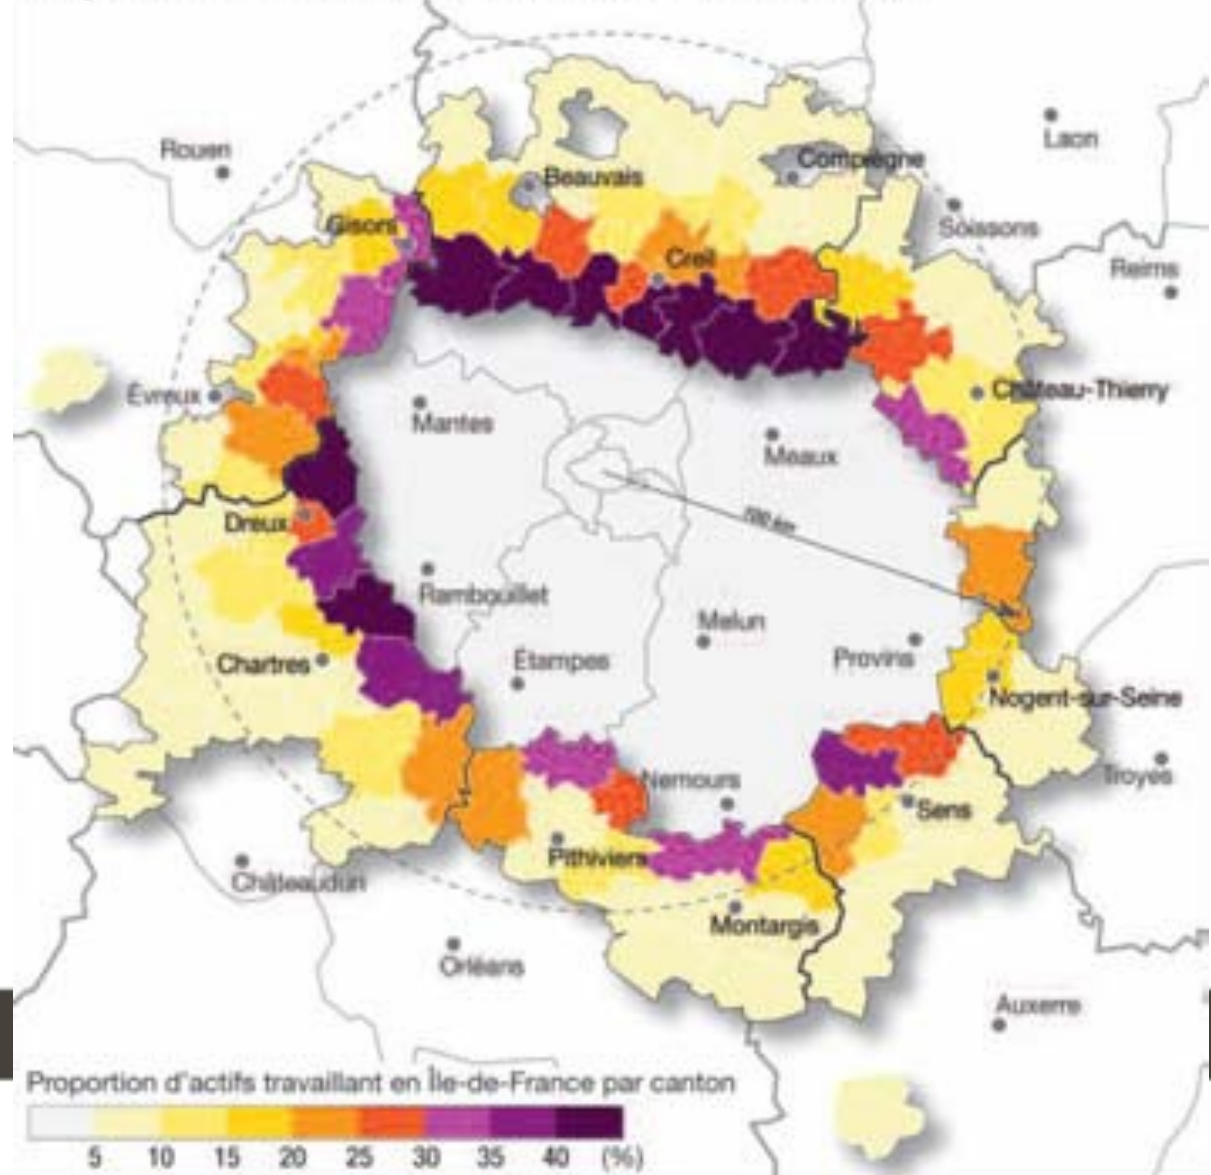 Rouen
Laon
Compiègne
Beauvais
Soissons
Gisors
Creil
Reims
Évreux
Château-Thierry
Mantes
Meaux
100 km
Dreux
Rambouillet
Melun
Provins
Étampes
Chartres
Nogent-sur-Seine
Nemours
Troyes
Sens
Pithiviers
Châteaudun
Montargis
Orléans
Auxerre
Proportion d'actifs travaillant en Île-de-France par canton
5 10 15 20 25 30 35 40 (%)